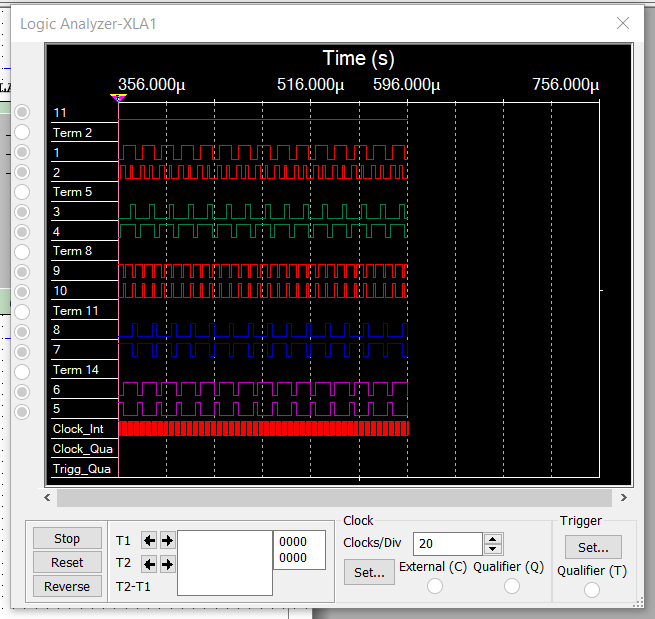 Logic Analyzer-XLA1
Time (s)
356.000µ 516.000µ 596.000µ 756.000µ
11
Term 2
1
2
Term 5
3
4
Term 8
9
10
Term 11
8
7
Term 14
6
5
Clock_Int
Clock_Qua
Trigg_Qua
Stop
Reset
Reverse
T1
T2
T2-T1
0000
0000
Clock
Clocks/Div 20
Set...
External (C) Qualifier (Q)
Trigger
Set...
Qualifier (T)